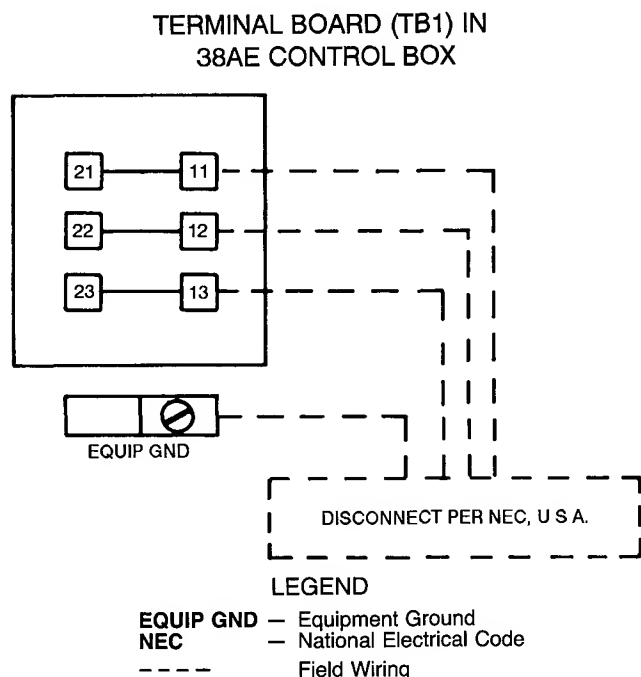 TERMINAL BOARD (TB1) IN
38AE CONTROL BOX
21 11
22 12
23 13
EQUIP GND
DISCONNECT PER NEC, U S A.
LEGEND
EQUIP GND – Equipment Ground
NEC – National Electrical Code
Field Wiring